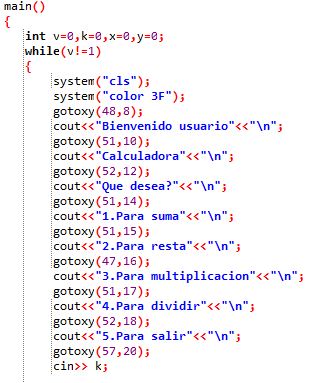 main()
{
int v=0,k=0,x=0,y=0;
while(v!=1)
{
system("cls");
system("color 3F");
gotoxy(48,8);
cout<<"Bienvenido usuario"<<"\n";
gotoxy(51,10);
cout<<"Calculadora"<<"\n";
gotoxy(52,12);
cout<<"Que desea?"<<"\n";
gotoxy(51,14);
cout<<"1.Para suma"<<"\n";
gotoxy(51,15);
cout<<"2.Para resta"<<"\n";
gotoxy(47,16);
cout<<"3.Para multiplicacion"<<"\n";
gotoxy(51,17);
cout<<"4.Para dividir"<<"\n";
gotoxy(52,18);
cout<<"5.Para salir"<<"\n";
gotoxy(57,20);
cin>> k;